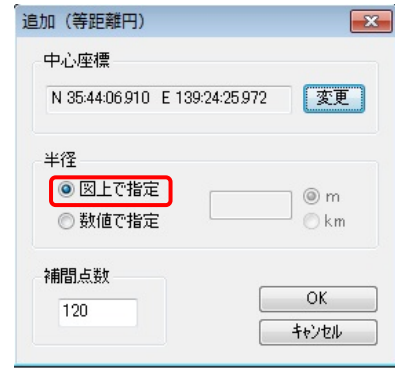 追加（等距離円）
中心座標
N 35:44:06.910 E 139:24:25.972 変更
半径
図上で指定
m
数値で指定
km
補間点数
120
OK
キャンセル